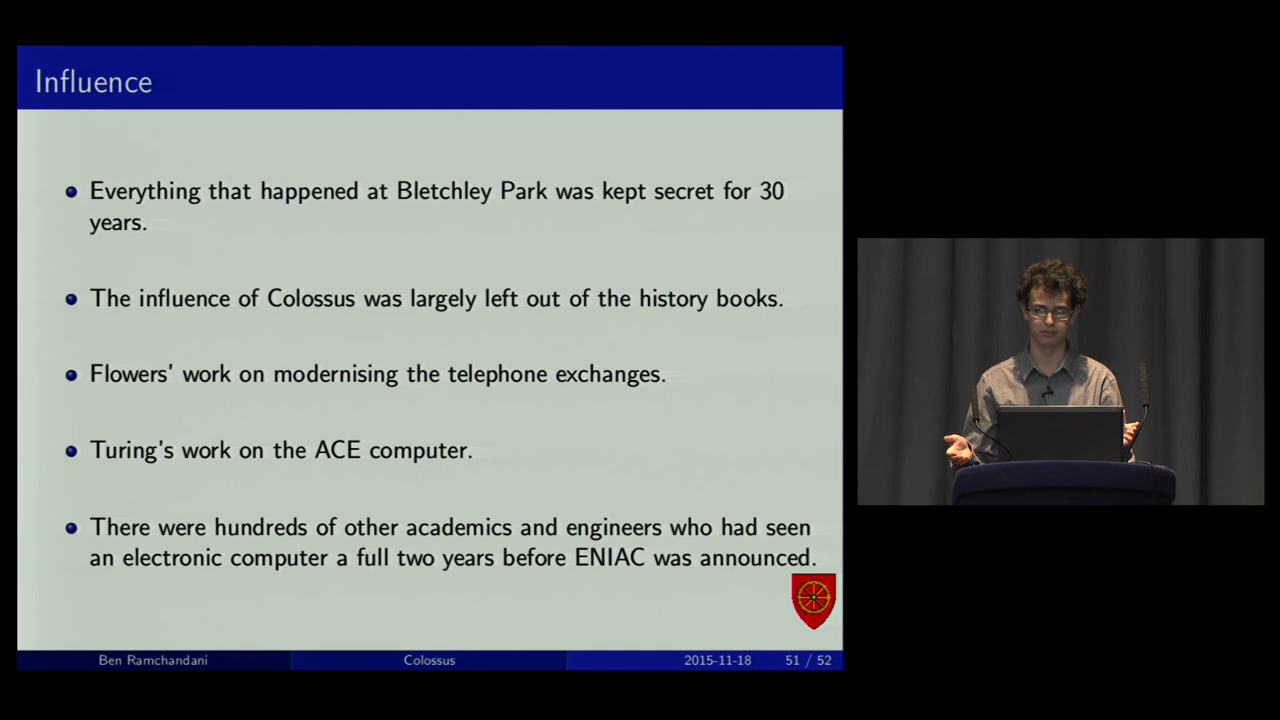 Influence
Everything that happened at Bletchley Park was kept secret for 30
years.
The influence of Colossus was largely left out of the history books.
Flowers' work on modernising the telephone exchanges.
Turing's work on the ACE computer.
There were hundreds of other academics and engineers who had seen
an electronic computer a full two years before ENIAC was announced.
Ben Ramchandani Colossus 2015-11-18 51 / 52